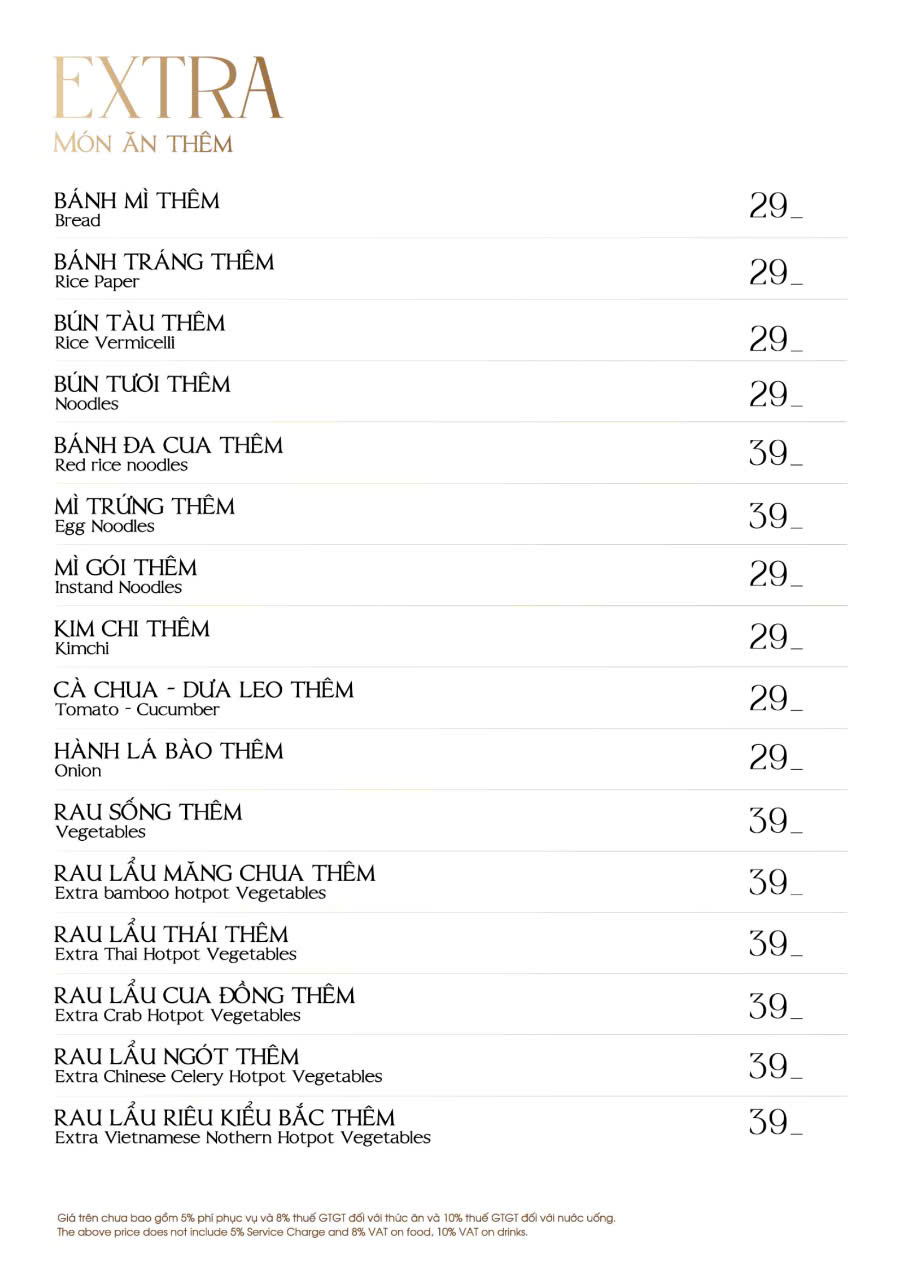 EXTRA
MÓN ĂN THÊM
BÁNH MÌ THÊM
Bread
29_
BÁNH TRÁNG THÊM
Rice Paper
29_
BÚN TÀU THÊM
Rice Vermicelli
29_
BÚN TƯƠI THÊM
Noodles
29_
BÁNH ĐA CUA THÊM
Red rice noodles
39_
MÌ TRỨNG THÊM
Egg Noodles
39_
MÌ GÓI THÊM
Instand Noodles
29_
KIM CHI THÊM
Kimchi
29_
CÀ CHUA - DƯA LEO THÊM
Tomato - Cucumber
29_
HÀNH LÁ BÀO THÊM
Onion
29_
RAU SỐNG THÊM
Vegetables
39_
RAU LẨU MĂNG CHUA THÊM
Extra bamboo hotpot Vegetables
39_
RAU LẨU THÁI THÊM
Extra Thai Hotpot Vegetables
39_
RAU LẨU CUA ĐỒNG THÊM
Extra Crab Hotpot Vegetables
39_
RAU LẨU NGÓT THÊM
Extra Chinese Celery Hotpot Vegetables
39_
RAU LẨU RIÊU KIỂU BẮC THÊM
Extra Vietnamese Nothern Hotpot Vegetables
39_
Giá trên chưa bao gồm 5% phí phục vụ và 8% thuế GTGT đối với thức ăn và 10% thuế GTGT đối với nước uống.
The above price does not include 5% Service Charge and 8% VAT on food, 10% VAT on drinks.